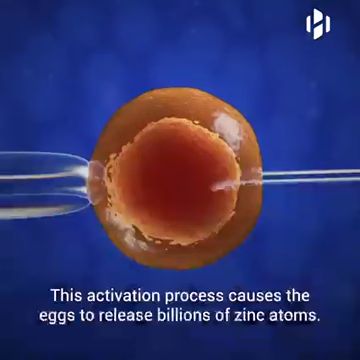 This activation process causes the
eggs to release billions of zinc atoms.